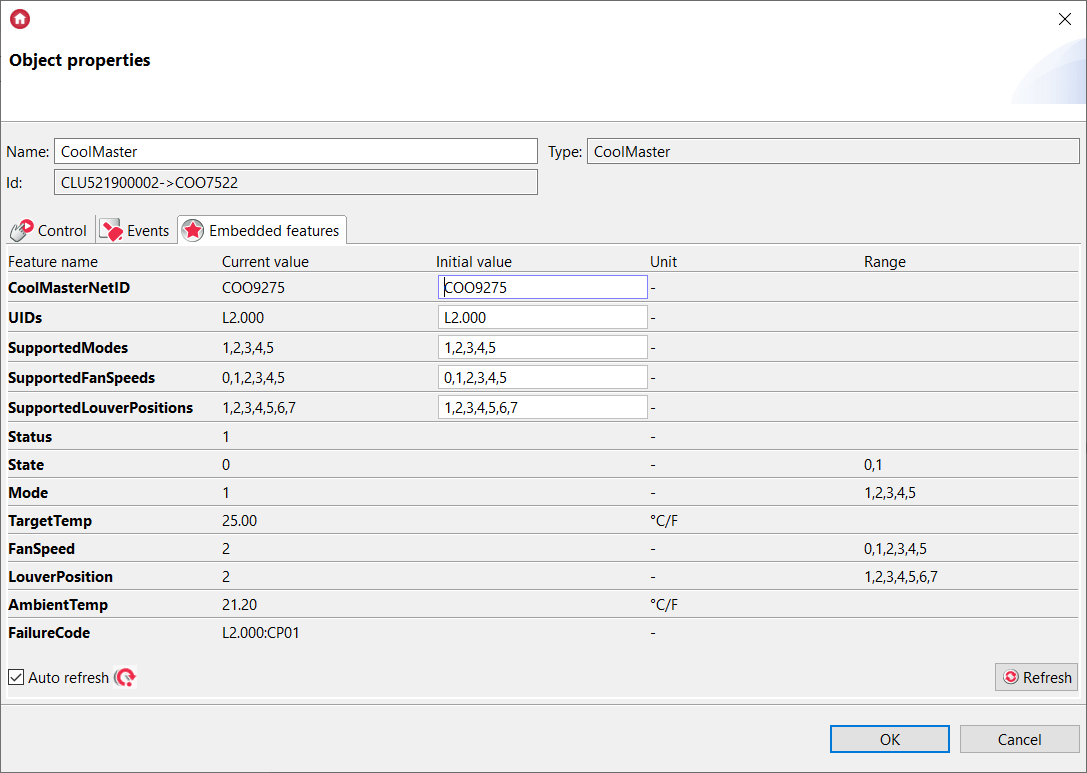 Object properties
Name: CoolMaster Type: CoolMaster
Id: CLU521900002->COO7522
Control Events Embedded features
Feature name Current value Initial value Unit Range
CoolMasterNetID COO9275 COO9275 -
UIDs L2.000 L2.000 -
SupportedModes 1,2,3,4,5 1,2,3,4,5 -
SupportedFanSpeeds 0,1,2,3,4,5 0,1,2,3,4,5 -
SupportedLouverPositions 1,2,3,4,5,6,7 1,2,3,4,5,6,7 -
Status 1 -
State 0 - 0,1
Mode 1 - 1,2,3,4,5
TargetTemp 25.00 °C/F
FanSpeed 2 - 0,1,2,3,4,5
LouverPosition 2 - 1,2,3,4,5,6,7
AmbientTemp 21.20 °C/F
FailureCode L2.000:CP01 -
Auto refresh Refresh
OK Cancel